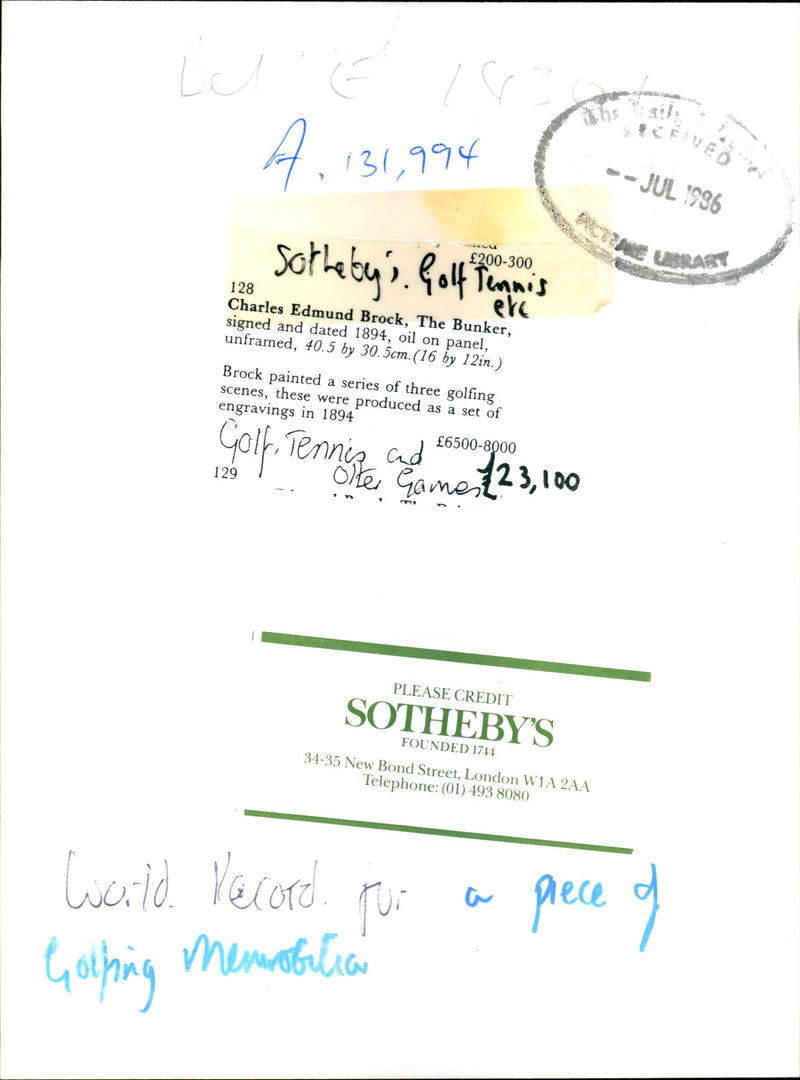 A. 131,994
RECEIVED
--JUL 1986
PICTURE LIBRARY
£200-300
Sotheby's. Golf Tennis
etc
128
Charles Edmund Brock, The Bunker,
signed and dated 1894, oil on panel,
unframed, 40.5 by 30.5cm.(16 by 12in.)
Brock painted a series of three golfing
scenes, these were produced as a set of
engravings in 1894
£6500-8000
Golf, Tennis and
Other Games £23,100
129
PLEASE CREDIT
SOTHEBY'S
FOUNDED 1744
34-35 New Bond Street, London W1A 2AA
Telephone: (01) 493 8080
World Record for a piece of
Golfing Memorabilia